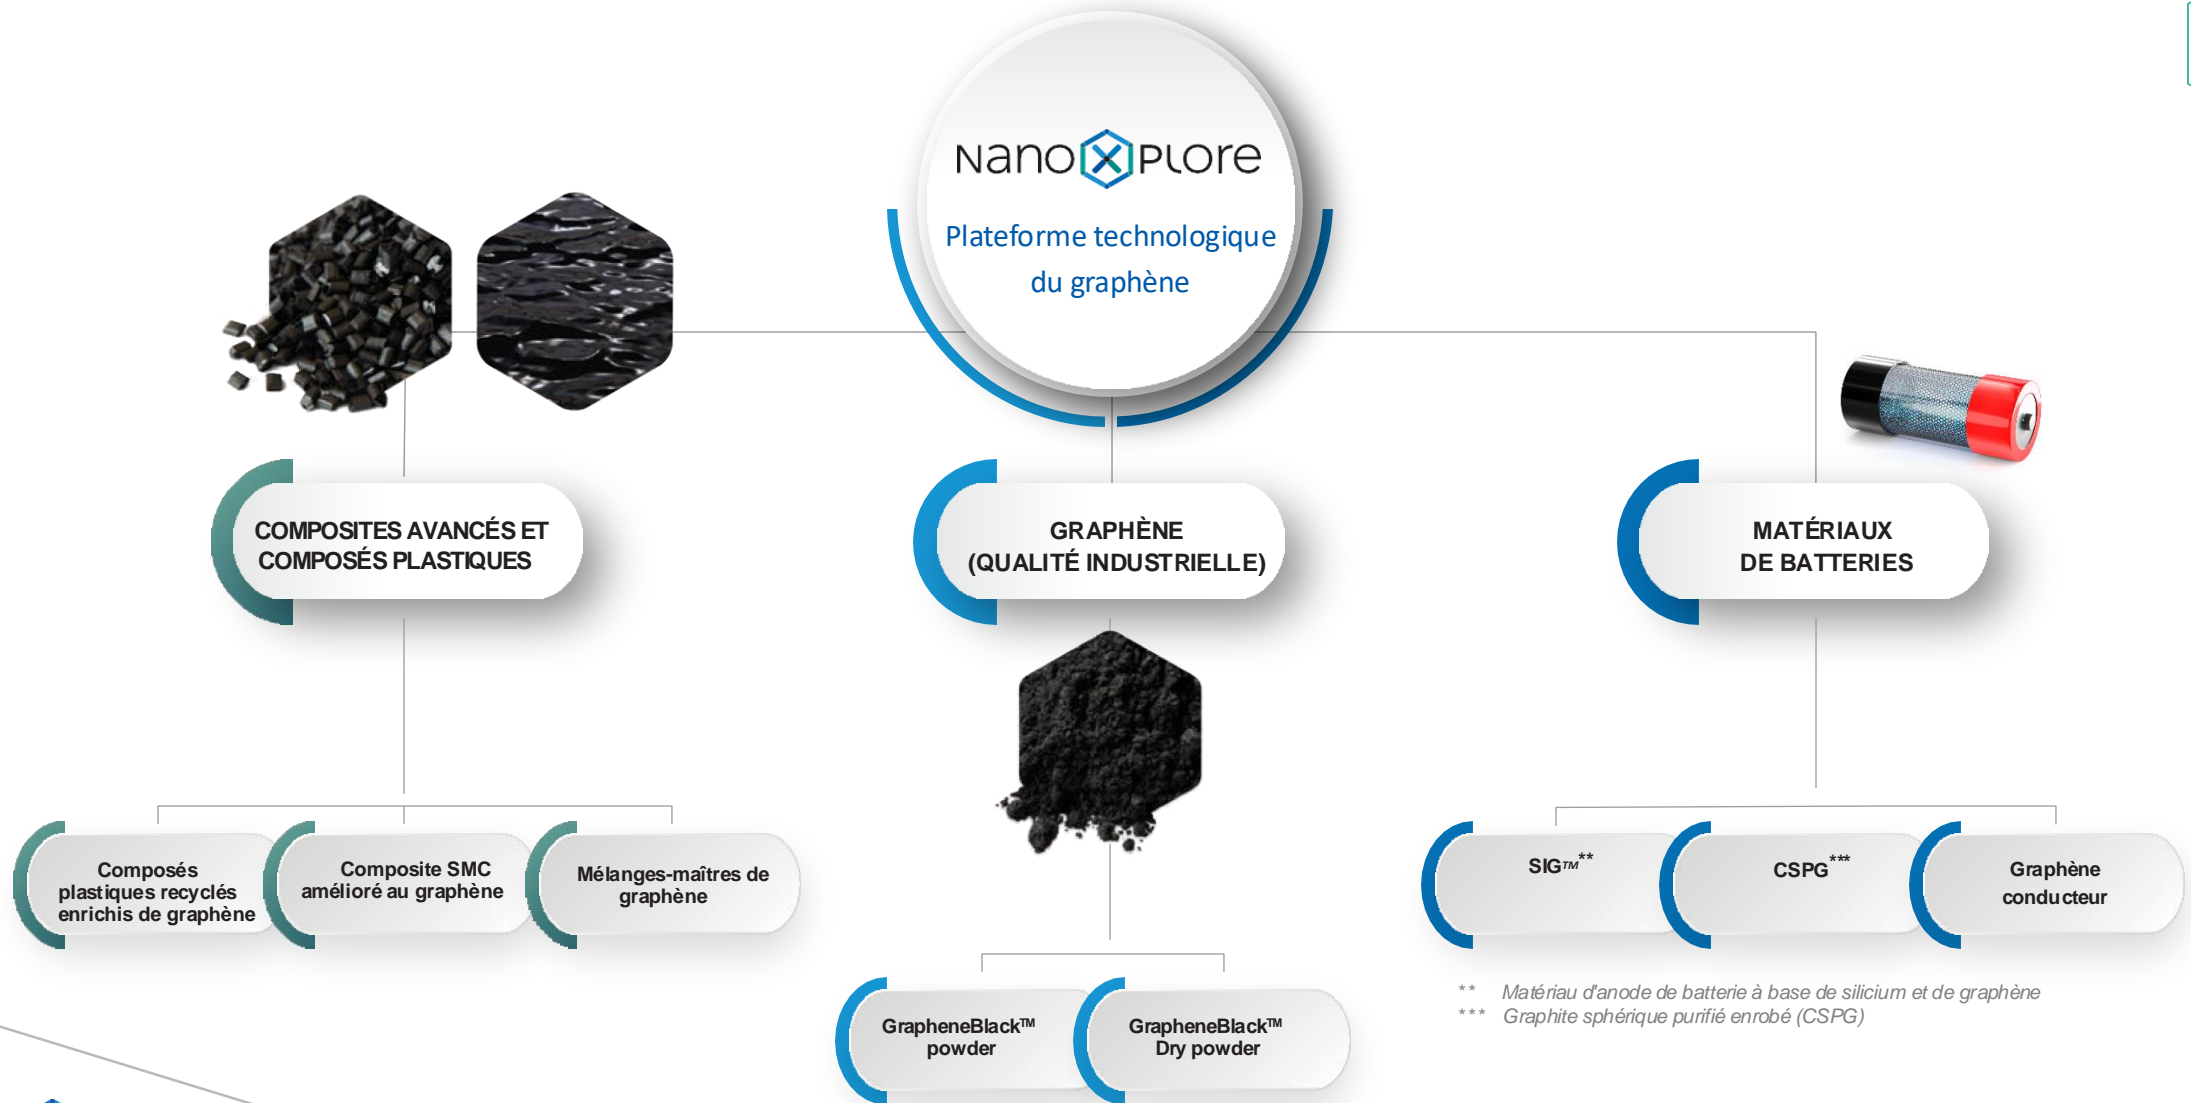 NanoXplore
Plateforme technologique
du graphène
COMPOSITES AVANCÉS ET
COMPOSÉS PLASTIQUES
GRAPHÈNE
(QUALITÉ INDUSTRIELLE)
MATÉRIAUX
DE BATTERIES
Composés
plastiques recyclés
enrichis de graphène
Composite SMC
amélioré au graphène
Mélanges-maîtres de
graphène
GrapheneBlack™
powder
GrapheneBlack™
Dry powder
SIG™**
CSPG***
Graphène
conducteur
** Matériau d'anode de batterie à base de silicium et de graphène
*** Graphite sphérique purifié enrobé (CSPG)